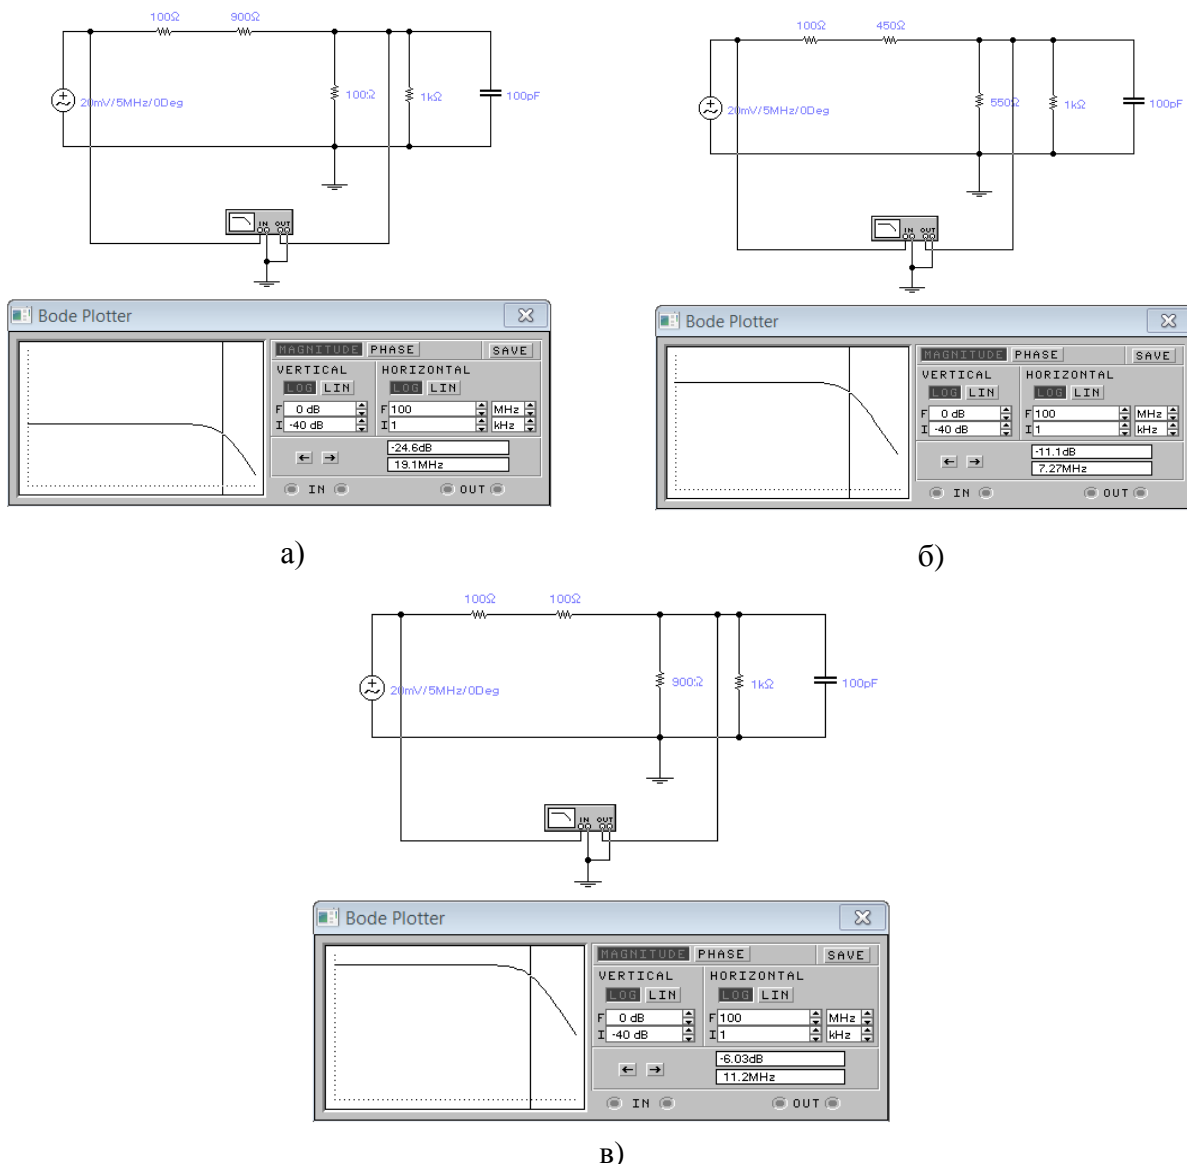 100Ω 900Ω
20mV/5MHz/0Deg
100Ω
1kΩ
100pF
IN OUT
Bode Plotter
MAGNITUDE PHASE SAVE
VERTICAL HORIZONTAL
LOG LIN LOG LIN
F 0 dB F 100 MHz
I -40 dB I 1 kHz
-24.6dB
19.1MHz
IN OUT
а)
100Ω 450Ω
20mV/5MHz/0Deg
550Ω
1kΩ
100pF
IN OUT
Bode Plotter
MAGNITUDE PHASE SAVE
VERTICAL HORIZONTAL
LOG LIN LOG LIN
F 0 dB F 100 MHz
I -40 dB I 1 kHz
-11.1dB
7.27MHz
IN OUT
б)
100Ω 100Ω
20mV/5MHz/0Deg
900Ω
1kΩ
100pF
IN OUT
Bode Plotter
MAGNITUDE PHASE SAVE
VERTICAL HORIZONTAL
LOG LIN LOG LIN
F 0 dB F 100 MHz
I -40 dB I 1 kHz
-6.03dB
11.2MHz
IN OUT
в)